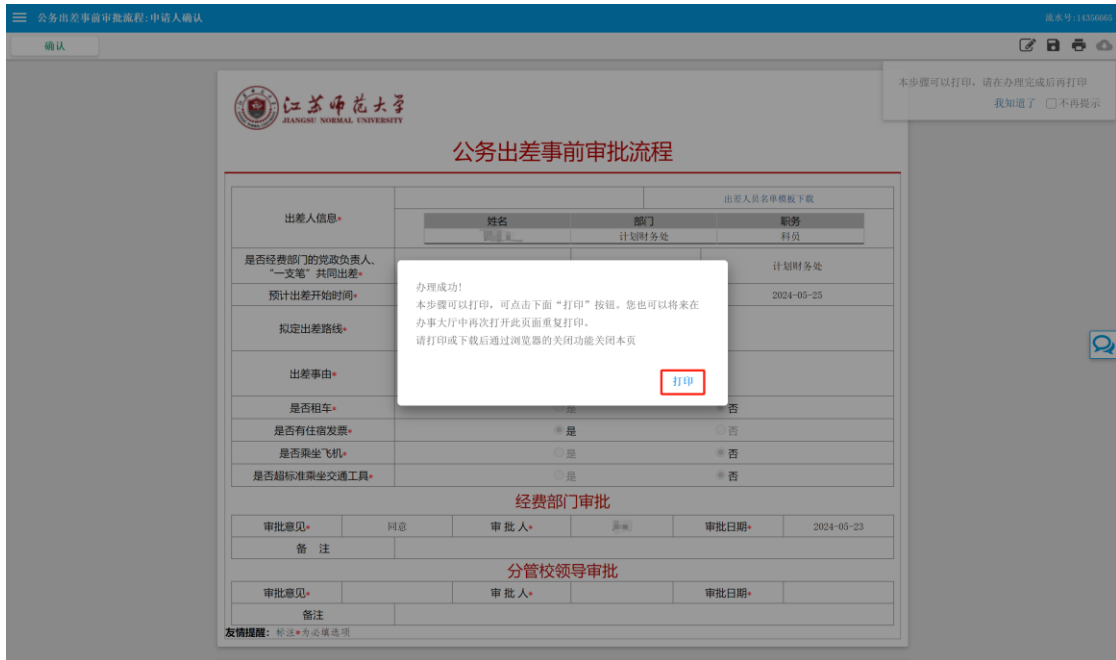 公务出差事前审批流程:申请人确认
流水号:14356665
确认
本步骤可以打印，请在办理完成后再打印
我知道了 不再提示
江苏师范大学
JIANGSU NORMAL UNIVERSITY
公务出差事前审批流程
出差人员名单模板下载
出差人信息*
姓名 部门 职务
计划财务处 科员
是否经费部门的党政负责人、
“一支笔”共同出差*
计划财务处
预计出差开始时间*
2024-05-25
拟定出差路线*
出差事由*
办理成功!
本步骤可以打印，可点击下面“打印”按钮。您也可以将来在
办事大厅中再次打开此页面重复打印。
请打印或下载后通过浏览器的关闭功能关闭本页
打印
是否租车* 是 否
是否有住宿发票* 是 否
是否乘坐飞机* 是 否
是否超标准乘坐交通工具* 是 否
经费部门审批
审批意见* 同意 审 批 人* 审批日期* 2024-05-23
备 注
分管校领导审批
审批意见* 审 批 人* 审批日期*
备注
友情提醒：标注*为必填选项